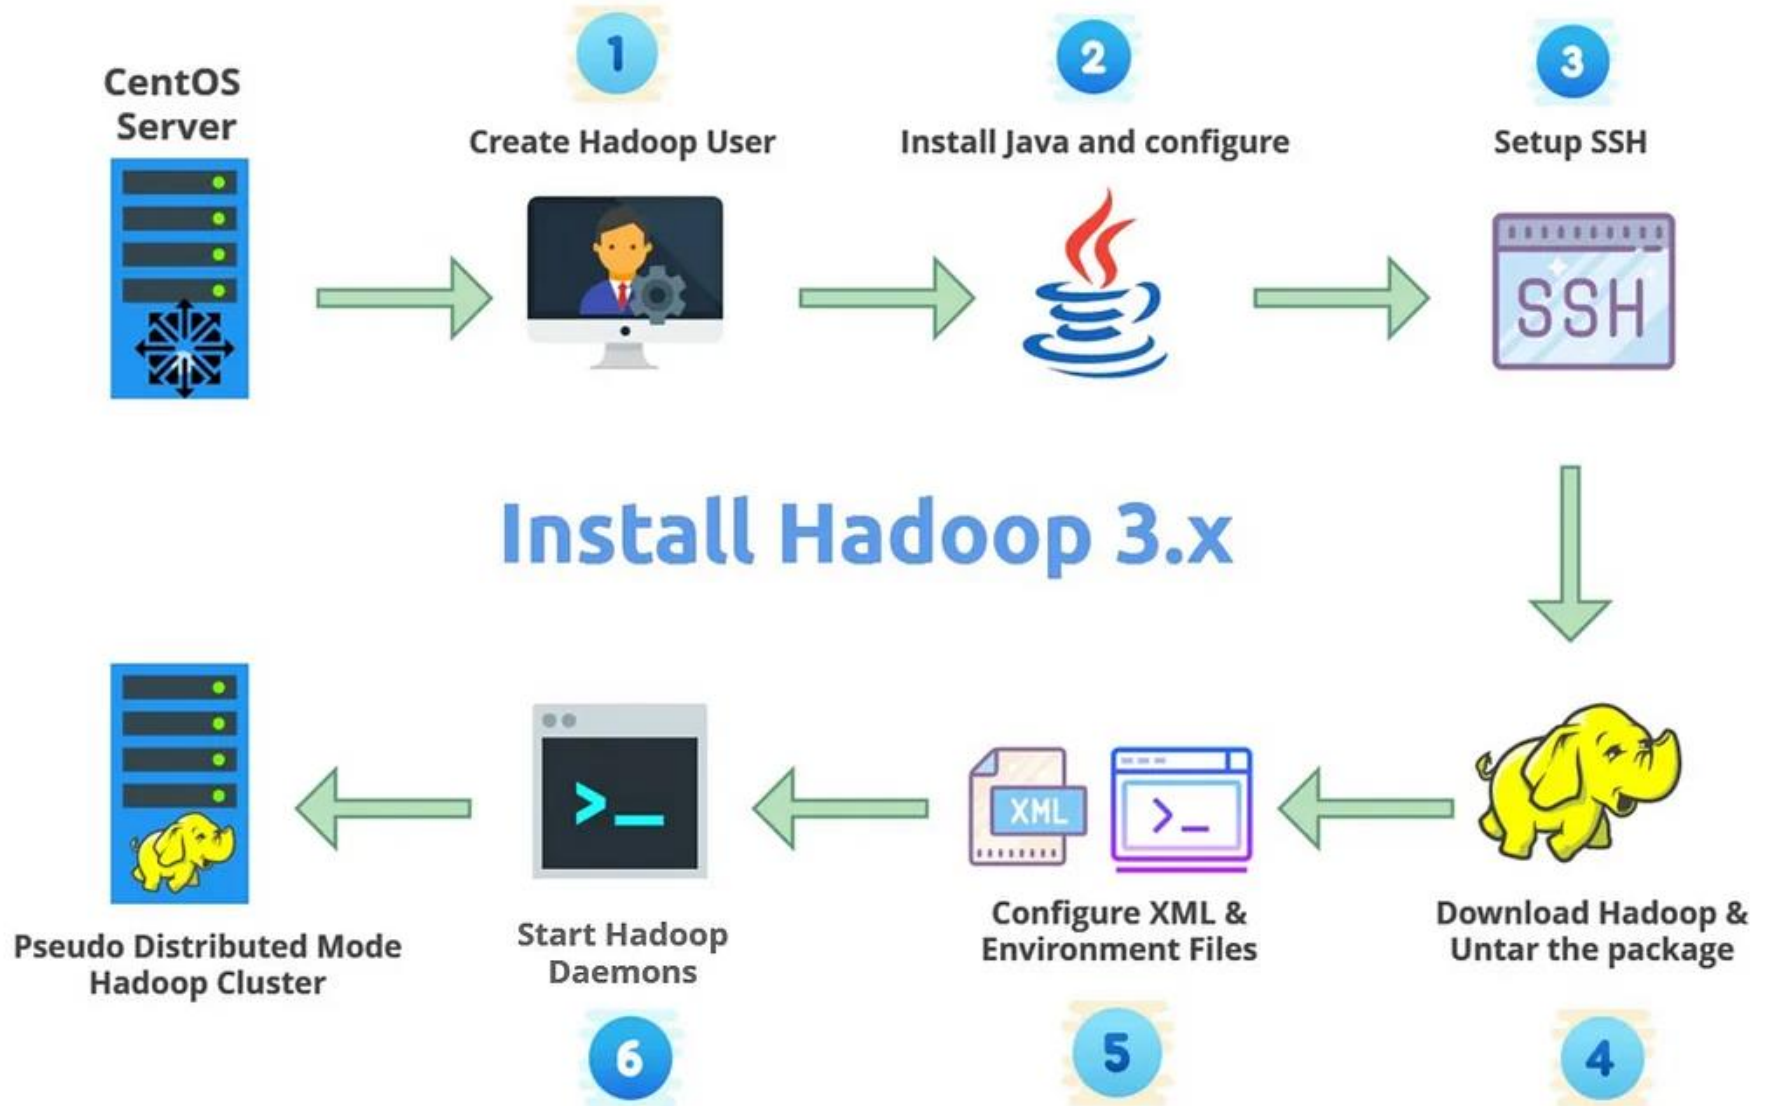 CentOS
Server
1
Create Hadoop User
2
Install Java and configure
3
Setup SSH
SSH
Install Hadoop 3.x
Download Hadoop &
Untar the package
4
XML
>_
Configure XML &
Environment Files
5
>_
Start Hadoop
Daemons
6
Pseudo Distributed Mode
Hadoop Cluster